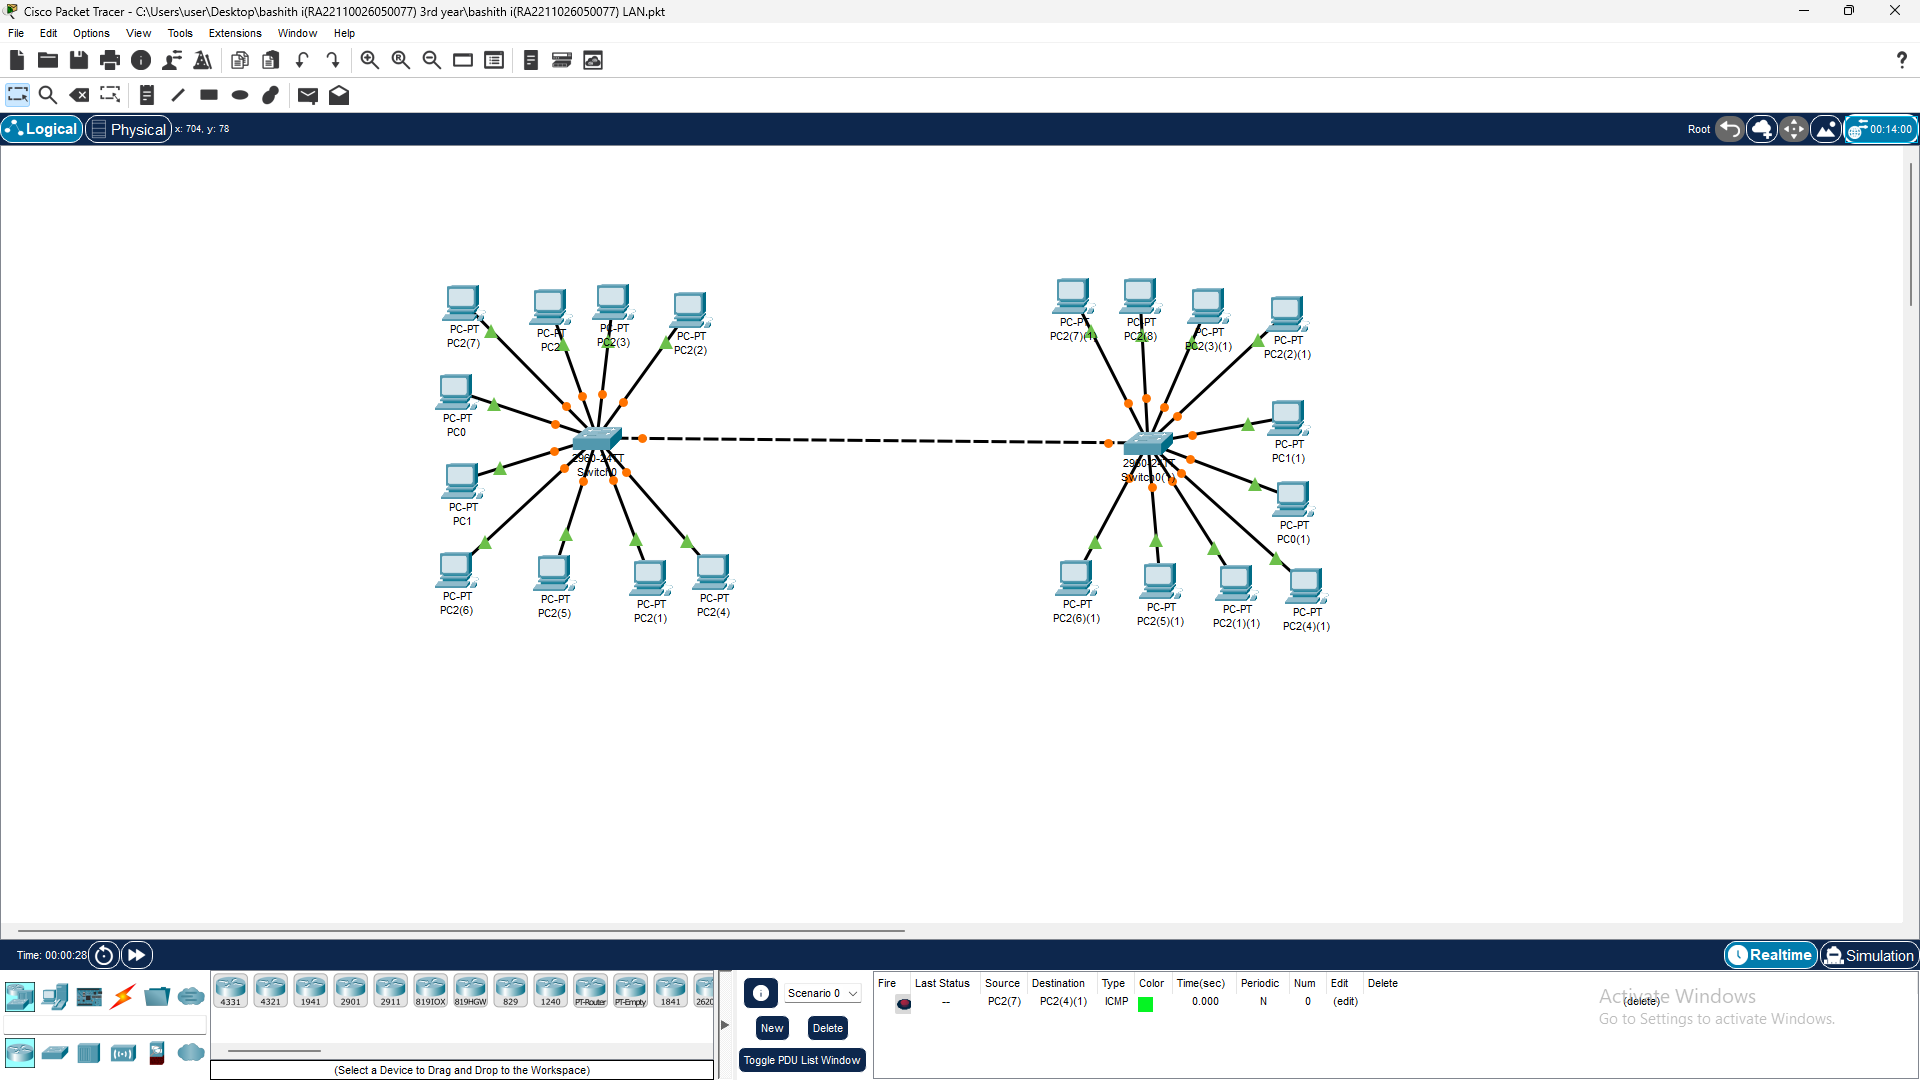 Cisco Packet Tracer - C:\Users\user\Desktop\bashith i(RA22110026050077) 3rd year\bashith i(RA2211026050077) LAN.pkt
File Edit Options View Tools Extensions Window Help
Logical Physical x: 704, y: 78 Root 00:14:00
PC-PT
PC2(7)
PC-PT
PC2
PC-PT
PC2(3)
PC-PT
PC2(2)
PC-PT
PC2(7)(1)
PC-PT
PC2(8)
PC-PT
PC2(3)(1)
PC-PT
PC2(2)(1)
PC-PT
PC0
2960-24TT
Switch0
PC-PT
PC1
PC-PT
PC1(1)
2960-24TT
Switch0(1)
PC-PT
PC0(1)
PC-PT
PC2(6)
PC-PT
PC2(5)
PC-PT
PC2(1)
PC-PT
PC2(4)
PC-PT
PC2(6)(1)
PC-PT
PC2(5)(1)
PC-PT
PC2(1)(1)
PC-PT
PC2(4)(1)
Time: 00:00:28 Realtime Simulation
4331 4321 1941 2901 2911 819IOX 819HGW 829 1240 PT-Router PT-Empty 1841 2620
(Select a Device to Drag and Drop to the Workspace)
Scenario 0
New Delete
Toggle PDU List Window
Fire Last Status Source Destination Type Color Time(sec) Periodic Num Edit Delete
-- PC2(7) PC2(4)(1) ICMP 0.000 N 0 (edit) (delete)
Activate Windows
Go to Settings to activate Windows.